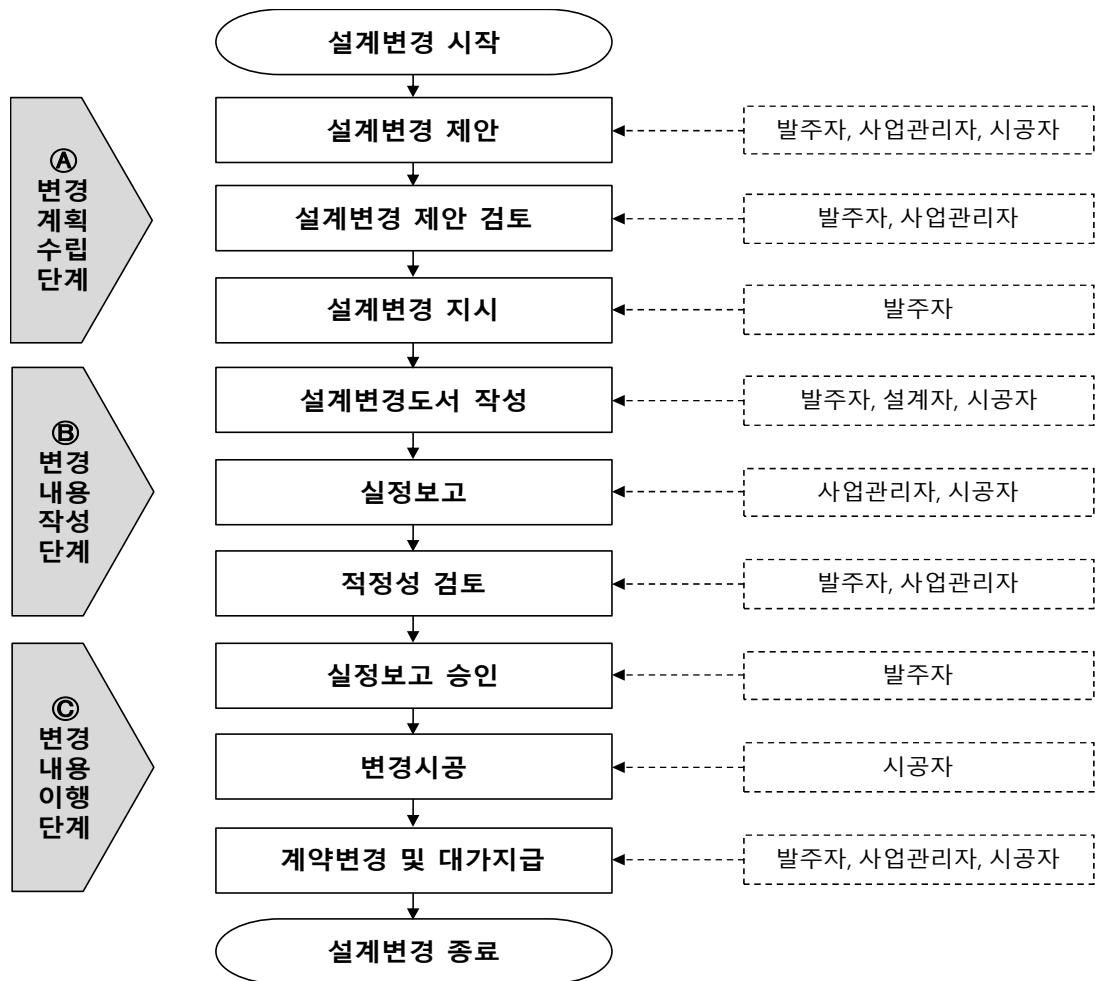 설계변경 시작
Ⓐ
변경
계획
수립
단계
설계변경 제안
발주자, 사업관리자, 시공자
설계변경 제안 검토
발주자, 사업관리자
설계변경 지시
발주자
Ⓑ
변경
내용
작성
단계
설계변경도서 작성
발주자, 설계자, 시공자
실정보고
사업관리자, 시공자
적정성 검토
발주자, 사업관리자
Ⓒ
변경
내용
이행
단계
실정보고 승인
발주자
변경시공
시공자
계약변경 및 대가지급
발주자, 사업관리자, 시공자
설계변경 종료